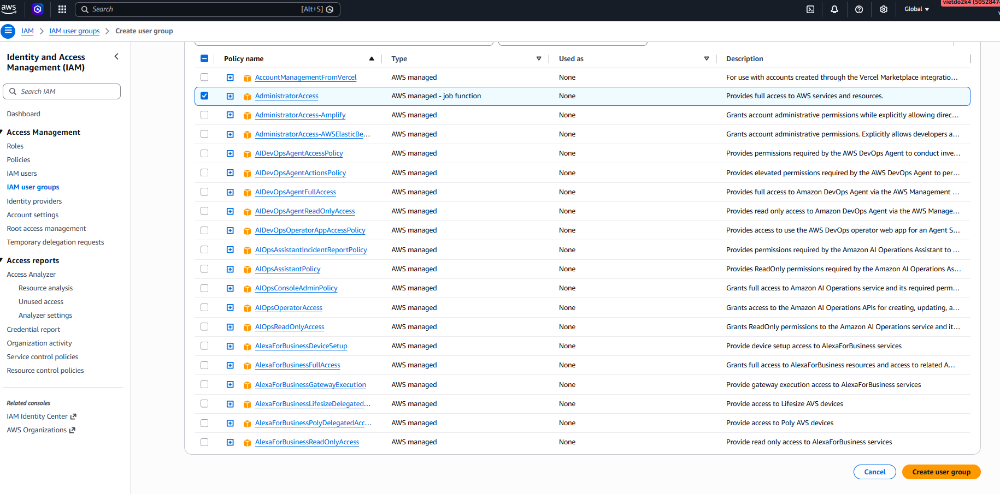 aws
Search [Alt+S]
Global
vietdo2k4 (5052847
IAM > IAM user groups > Create user group
Identity and Access Management (IAM)
Search IAM
Dashboard
Access Management
Roles
Policies
IAM users
IAM user groups
Identity providers
Account settings
Root access management
Temporary delegation requests
Access reports
Access Analyzer
Resource analysis
Unused access
Analyzer settings
Credential report
Organization activity
Service control policies
Resource control policies
Related consoles
IAM Identity Center
AWS Organizations
Policy name Type Used as Description
AccountManagementFromVercel AWS managed None For use with accounts created through the Vercel Marketplace integratio...
AdministratorAccess AWS managed - job function None Provides full access to AWS services and resources.
AdministratorAccess-Amplify AWS managed None Grants account administrative permissions while explicitly allowing direc...
AdministratorAccess-AWSElasticBe... AWS managed None Grants account administrative permissions. Explicitly allows developers a...
AIDevOpsAgentAccessPolicy AWS managed None Provides permissions required by the AWS DevOps Agent to conduct inve...
AIDevOpsAgentActionsPolicy AWS managed None Provides elevated permissions required by the AWS DevOps Agent to per...
AIDevOpsAgentFullAccess AWS managed None Provides full access to Amazon DevOps Agent via the AWS Management ...
AIDevOpsAgentReadOnlyAccess AWS managed None Provides read only access to Amazon DevOps Agent via the AWS Manage...
AIDevOpsOperatorAppAccessPolicy AWS managed None Provides access to use the AWS DevOps operator web app for an Agent S...
AIOpsAssistantIncidentReportPolicy AWS managed None Provides permissions required by the Amazon AI Operations Assistant to ...
AIOpsAssistantPolicy AWS managed None Provides ReadOnly permissions required by the Amazon AI Operations As...
AIOpsConsoleAdminPolicy AWS managed None Grants full access to Amazon AI Operations service and its required perm...
AIOpsOperatorAccess AWS managed None Grants access to the Amazon AI Operations APIs for creating, updating, a...
AIOpsReadOnlyAccess AWS managed None Grants ReadOnly permissions to the Amazon AI Operations service and it...
AlexaForBusinessDeviceSetup AWS managed None Provide device setup access to AlexaForBusiness services
AlexaForBusinessFullAccess AWS managed None Grants full access to AlexaForBusiness resources and access to related A...
AlexaForBusinessGatewayExecution AWS managed None Provide gateway execution access to AlexaForBusiness services
AlexaForBusinessLifesizeDelegated... AWS managed None Provide access to Lifesize AVS devices
AlexaForBusinessPolyDelegatedAcc... AWS managed None Provide access to Poly AVS devices
AlexaForBusinessReadOnlyAccess AWS managed None Provide read only access to AlexaForBusiness services
Cancel Create user group